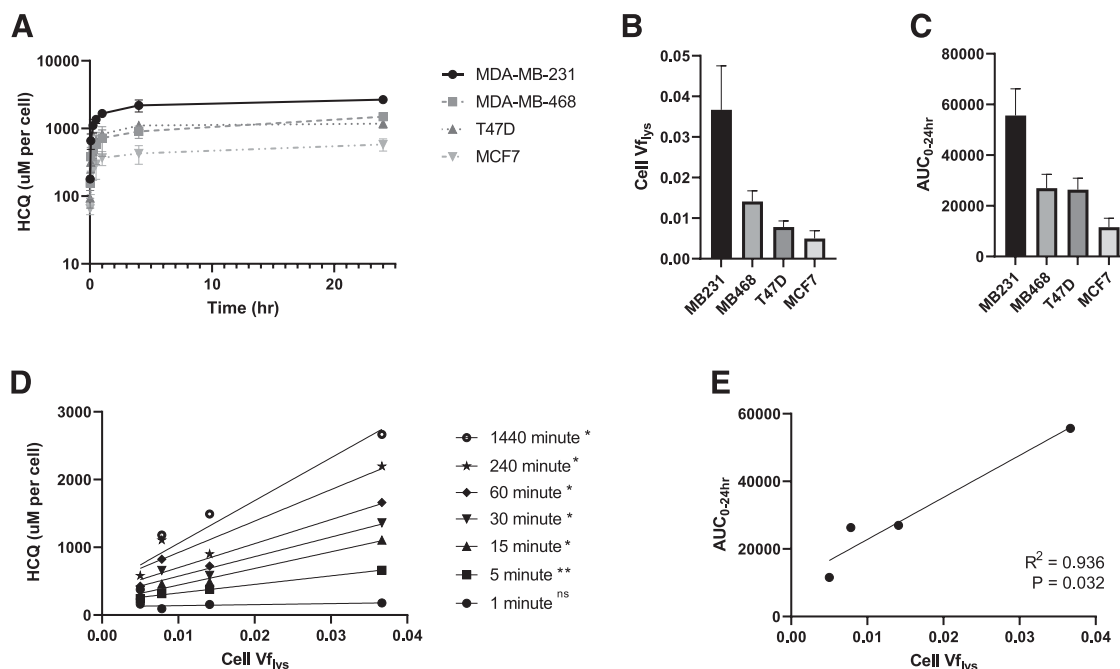 A
10000
1000
100
10
HCQ (uM per cell)
0
10
20
Time (hr)
MDA-MB-231
MDA-MB-468
T47D
MCF7
B
0.05
0.04
0.03
0.02
0.01
0.00
Cell Vflys
MB231
MB468
T47D
MCF7
C
80000
60000
40000
20000
0
AUC0-24hr
MB231
MB468
T47D
MCF7
D
3000
2000
1000
0
HCQ (uM per cell)
0.00
0.01
0.02
0.03
0.04
Cell Vflys
1440 minute *
240 minute *
60 minute *
30 minute *
15 minute *
5 minute **
1 minute ns
E
60000
40000
20000
0
AUC0-24hr
0.00
0.01
0.02
0.03
0.04
Cell Vflys
R2 = 0.936
P = 0.032